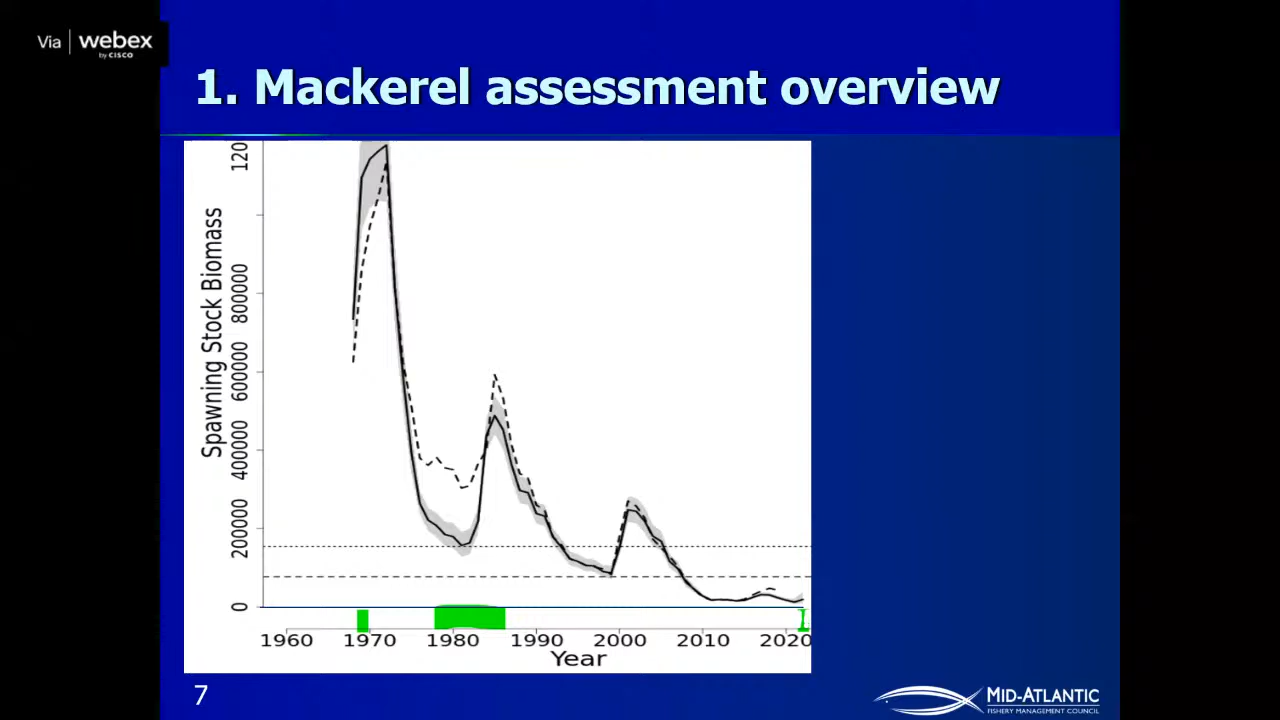 Via webex
by CISCO
1. Mackerel assessment overview
Spawning Stock Biomass
120
800000
600000
400000
200000
0
1960 1970 1980 1990 2000 2010 2020
Year
7
MID-ATLANTIC
FISHERY MANAGEMENT COUNCIL